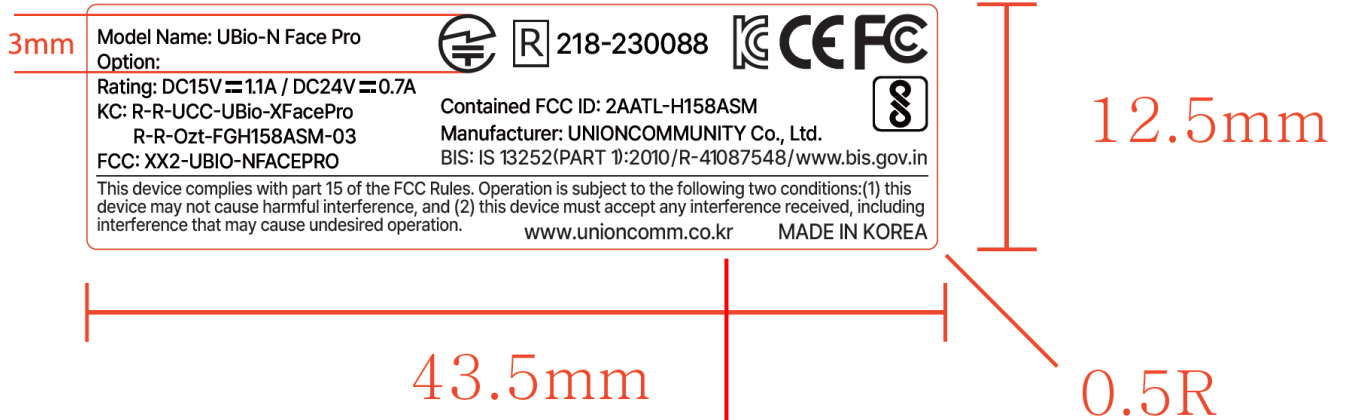 3mm
Model Name: UBio-N Face Pro
Option:
Rating: DC15V⎓1.1A / DC24V⎓0.7A
KC: R-R-UCC-UBio-XFacePro
R-R-Ozt-FGH158ASM-03
FCC: XX2-UBIO-NFACEPRO
R 218-230088
KC CE FC
Contained FCC ID: 2AATL-H158ASM
Manufacturer: UNIONCOMMUNITY Co., Ltd.
BIS: IS 13252(PART 1):2010/R-41087548/www.bis.gov.in
This device complies with part 15 of the FCC Rules. Operation is subject to the following two conditions:(1) this
device may not cause harmful interference, and (2) this device must accept any interference received, including
interference that may cause undesired operation.
www.unioncomm.co.kr MADE IN KOREA
12.5mm
43.5mm
0.5R